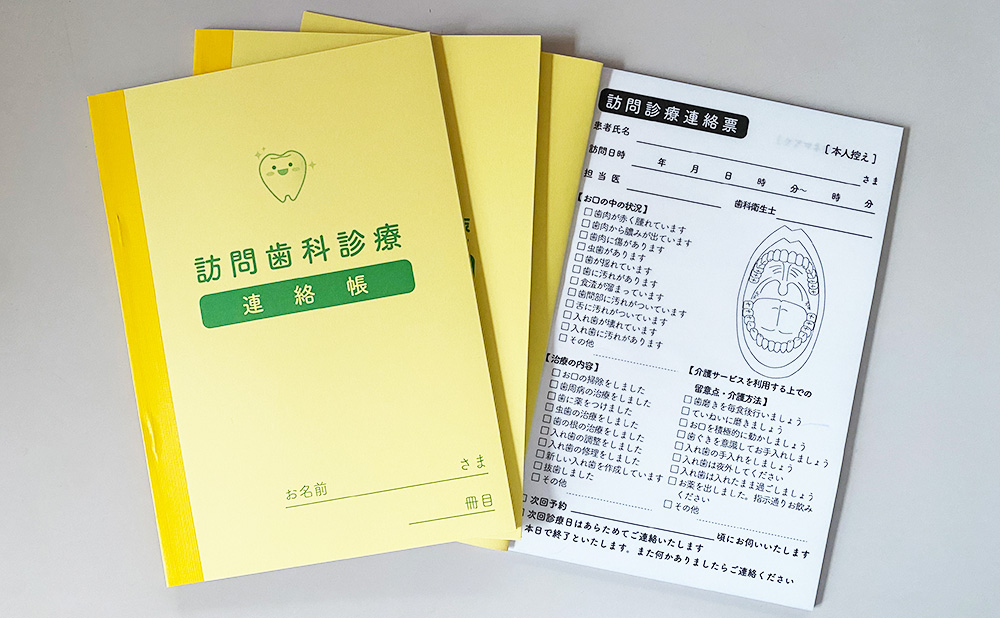 訪問歯科診療
連絡帳
お名前 さま
冊目
訪問診療連絡票
[本人控え]
患者氏名 さま
訪問日時 年 月 日 時 分〜 時 分
担当医 歯科衛生士
【お口の中の状況】
□歯肉が赤く腫れています
□歯肉から膿みが出ています
□歯肉に傷があります
□虫歯があります
□歯が揺れています
□歯に汚れがあります
□食渣が溜まっています
□歯間部に汚れがついています
□舌に汚れがついています
□入れ歯が壊れています
□入れ歯に汚れがあります
□その他
【治療の内容】
□お口の掃除をしました
□歯周病の治療をしました
□歯に薬をつけました
□虫歯の治療をしました
□歯の根の治療をしました
□入れ歯の調整をしました
□入れ歯の修理をしました
□新しい入れ歯を作成しています
□抜歯しました
□その他
【介護サービスを利用する上での
留意点・介護方法】
□歯磨きを毎食後行いましょう
□ていねいに磨きましょう
□お口を積極的に動かしましょう
□歯ぐきを意識してお手入れしましょう
□入れ歯の手入れをしましょう
□入れ歯は夜外してください
□入れ歯は入れたまま過ごしましょう
□お薬を出しました。指示通りお飲み
ください
□その他
□次回予約 頃にお伺いいたします
□次回診療日はあらためてご連絡いたします
本日で終了といたします。また何かありましたらご連絡ください